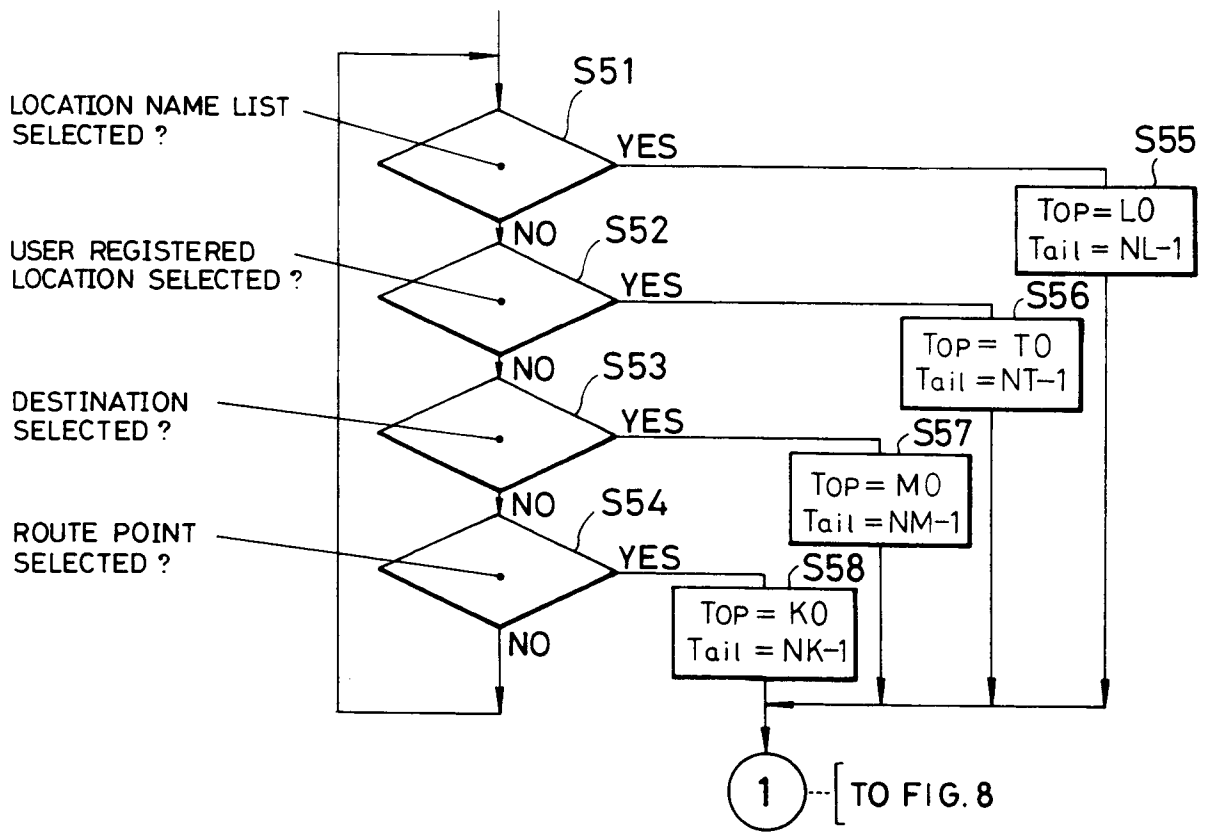 S51
LOCATION NAME LIST
SELECTED ?
YES
S55
TOP = L0
Tail = NL-1
NO
S52
USER REGISTERED
LOCATION SELECTED ?
YES
S56
TOP = T0
Tail = NT-1
NO
S53
DESTINATION
SELECTED ?
YES
S57
TOP = M0
Tail = NM-1
NO
S54
ROUTE POINT
SELECTED ?
YES
S58
TOP = K0
Tail = NK-1
NO
1
TO FIG. 8